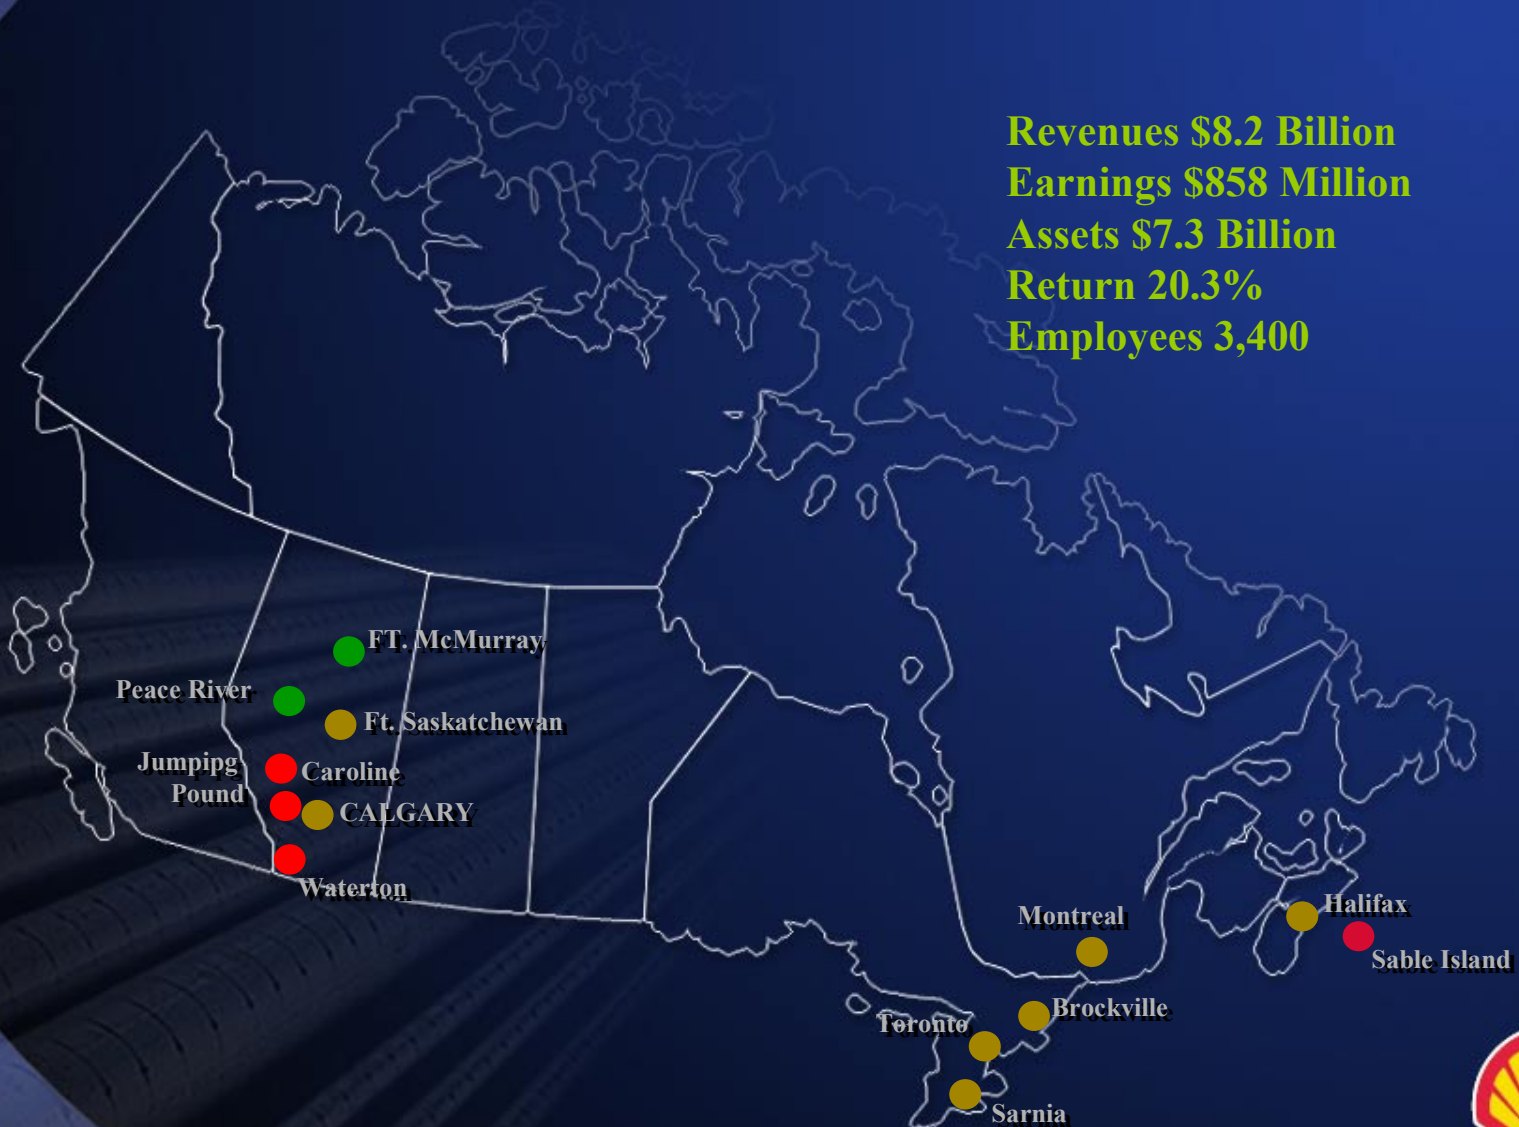 Revenues $8.2 Billion
Earnings $858 Million
Assets $7.3 Billion
Return 20.3%
Employees 3,400
FT. McMurray
Peace River
Ft. Saskatchewan
Jumpipg
Pound
Caroline
CALGARY
Waterton
Montreal
Halifax
Sable Island
Brockville
Toronto
Sarnia